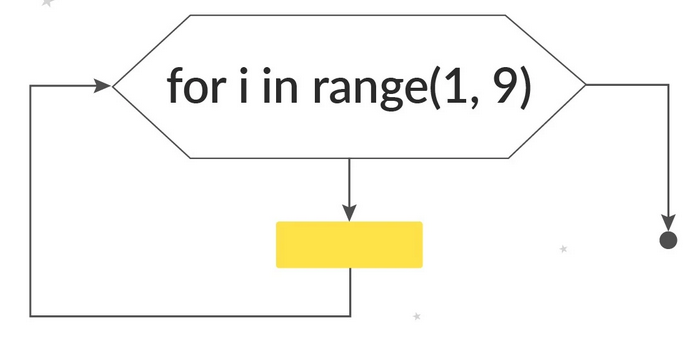 for i in range(1, 9)